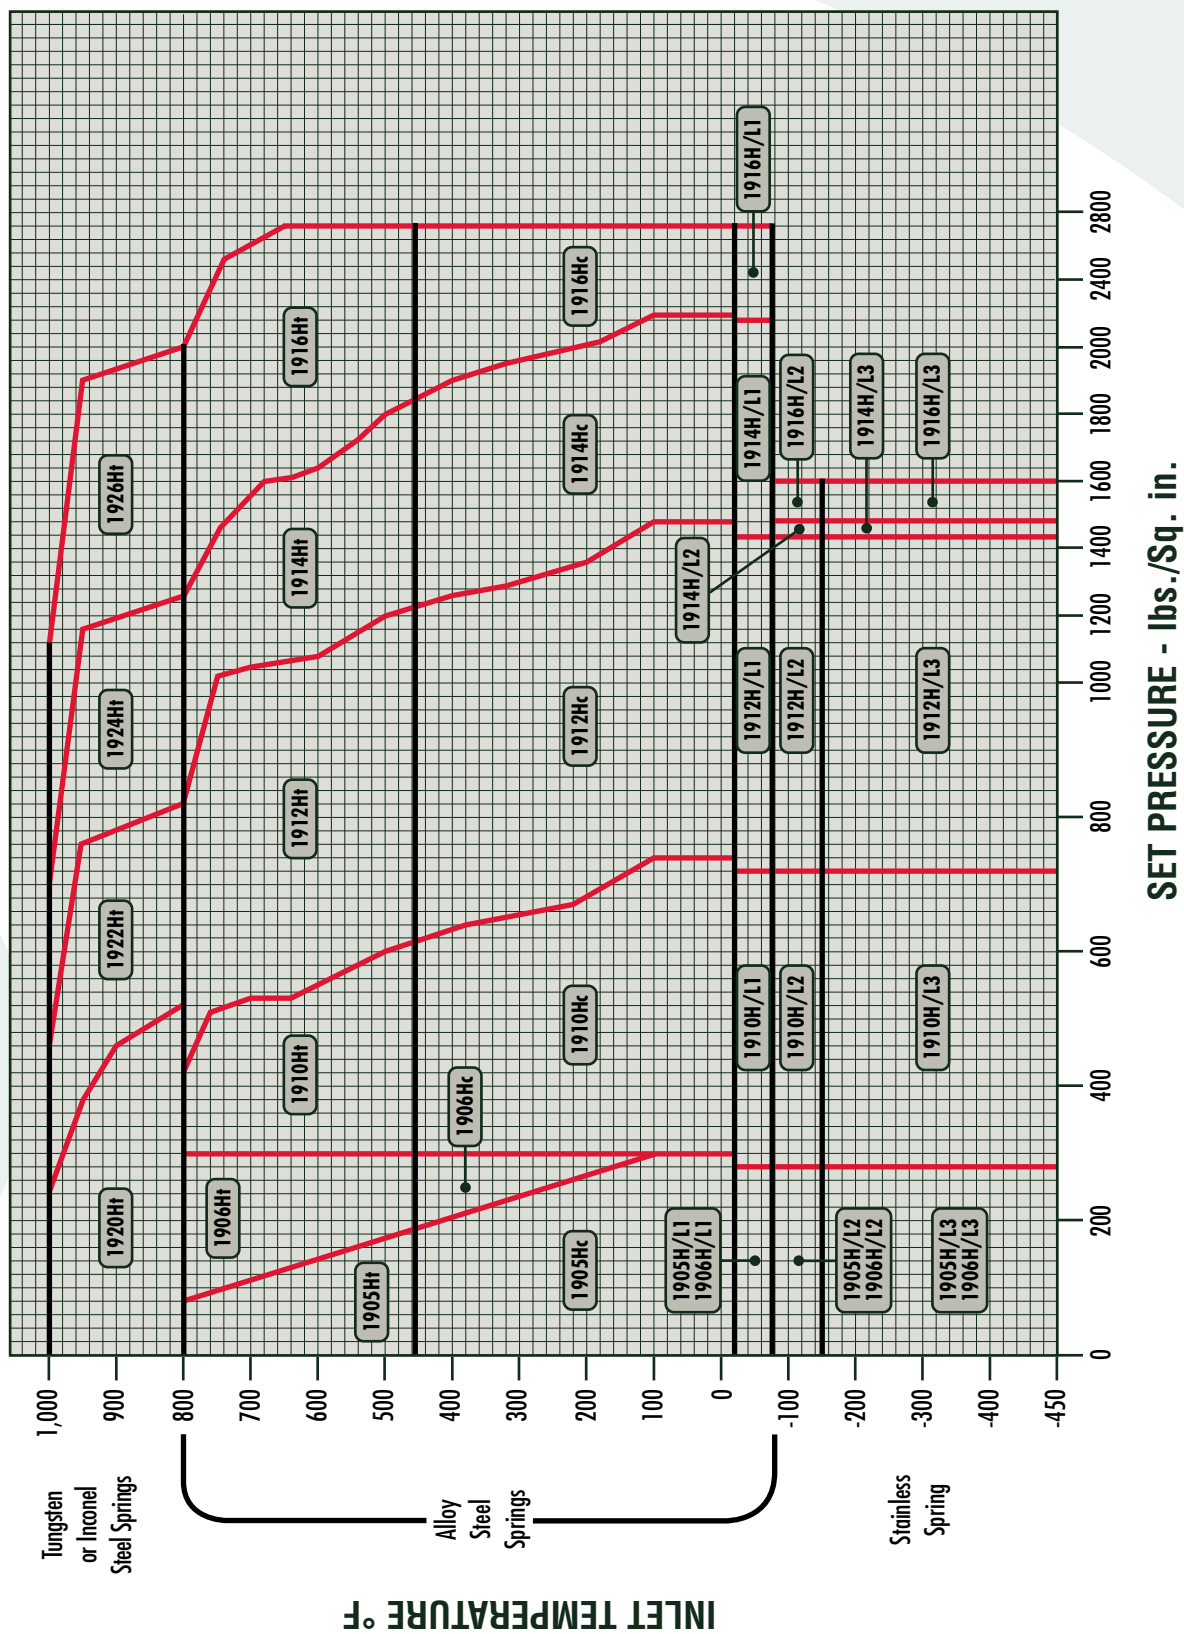 1916H/L1
2800
1916Hc
2400
1916Ht
2000
1914H/L1
1916H/L2
1914H/L3
1916H/L3
1800
1926Ht
1914Hc
1600
1914Ht
1914H/L2
1400
1200
1924Ht
1912Hc
1912H/L1
1912H/L2
1912H/L3
1000
1912Ht
800
1922Ht
1910Hc
1910H/L1
1910H/L2
1910H/L3
600
1910Ht
1906Hc
400
1920Ht
1906Ht
1905Ht
1905Hc
1905H/L1
1906H/L1
1905H/L2
1906H/L2
1905H/L3
1906H/L3
200
0
SET PRESSURE - lbs./Sq. in.
1,000
900
800
700
600
500
400
300
200
100
0
-100
-200
-300
-400
-450
Tungsten
or Inconel
Steel Springs
Alloy
Steel
Springs
Stainless
Spring
INLET TEMPERATURE °F